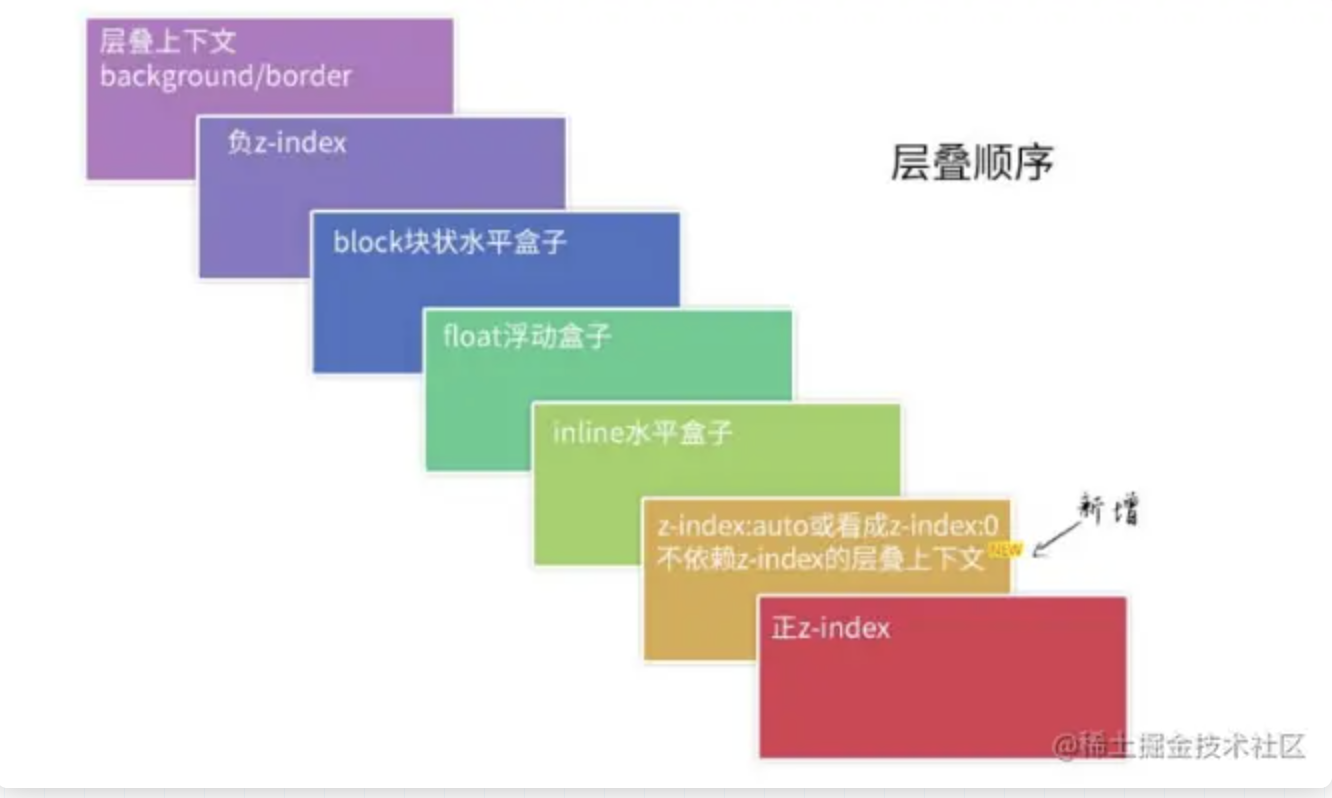 层叠上下文
background/border
负z-index
层叠顺序
block块状水平盒子
float浮动盒子
inline水平盒子
新增
z-index:auto或看成z-index:0
不依赖z-index的层叠上下文
NEW
正z-index
@稀土掘金技术社区